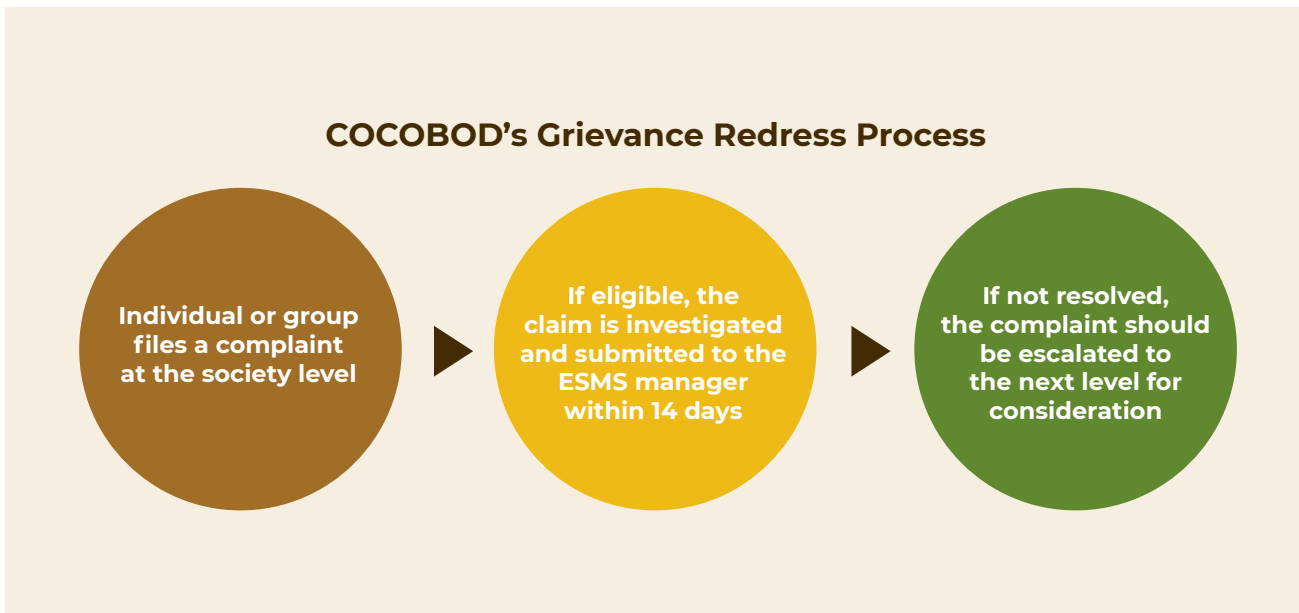 COCOBOD’s Grievance Redress Process
Individual or group
files a complaint
at the society level
If eligible, the
claim is investigated
and submitted to the
ESMS manager
within 14 days
If not resolved,
the complaint should
be escalated to
the next level for
consideration